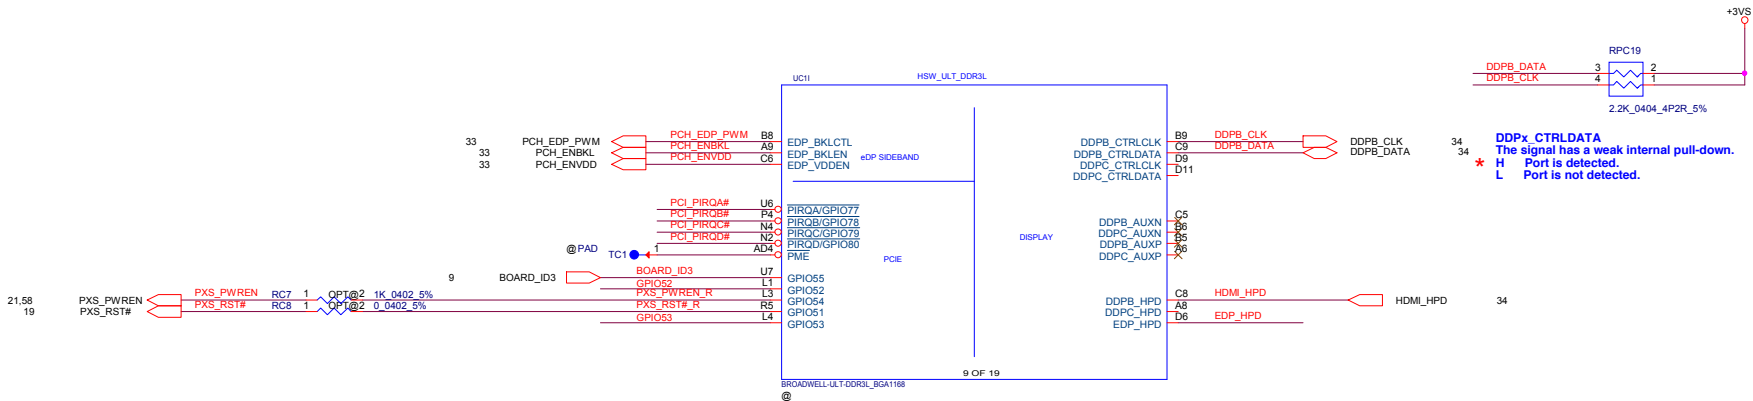 +3VS
RPC19
DDPB_DATA 3 2
DDPB_CLK 4 1
2.2K_0404_4P2R_5%
UC1I HSW_ULT_DDR3L
33 PCH_EDP_PWM PCH_EDP_PWM B8 EDP_BKLCTL
33 PCH_ENBKL PCH_ENBKL A9 EDP_BKLEN
33 PCH_ENVDD PCH_ENVDD C6 EDP_VDDEN
eDP SIDEBAND
DDPB_CTRLCLK B9 DDPB_CLK DDPB_CLK 34
DDPB_CTRLDATA C9 DDPB_DATA DDPB_DATA 34
DDPC_CTRLCLK D9
DDPC_CTRLDATA D11
DDPx_CTRLDATA
The signal has a weak internal pull-down.
* H Port is detected.
L Port is not detected.
PCI_PIRQA# U6 PIRQA/GPIO77
PCI_PIRQB# P4 PIRQB/GPIO78
PCI_PIRQC# N4 PIRQC/GPIO79
PCI_PIRQD# N2 PIRQD/GPIO80
@PAD TC1 1 AD4 PME
PCIE
DISPLAY
DDPB_AUXN C5
DDPC_AUXN B6
DDPB_AUXP B5
DDPC_AUXP A6
9 BOARD_ID3 BOARD_ID3 U7 GPIO55
GPIO52 L1 GPIO52
21,58 PXS_PWREN PXS_PWREN RC7 1 OPT@2 1K_0402_5% PXS_PWREN_R L3 GPIO54
19 PXS_RST# PXS_RST# RC8 1 OPT@2 0_0402_5% PXS_RST#_R R5 GPIO51
GPIO53 L4 GPIO53
DDPB_HPD C8 HDMI_HPD HDMI_HPD 34
DDPC_HPD A8
EDP_HPD D6 EDP_HPD
9 OF 19
BROADWELL-ULT-DDR3L_BGA1168
@